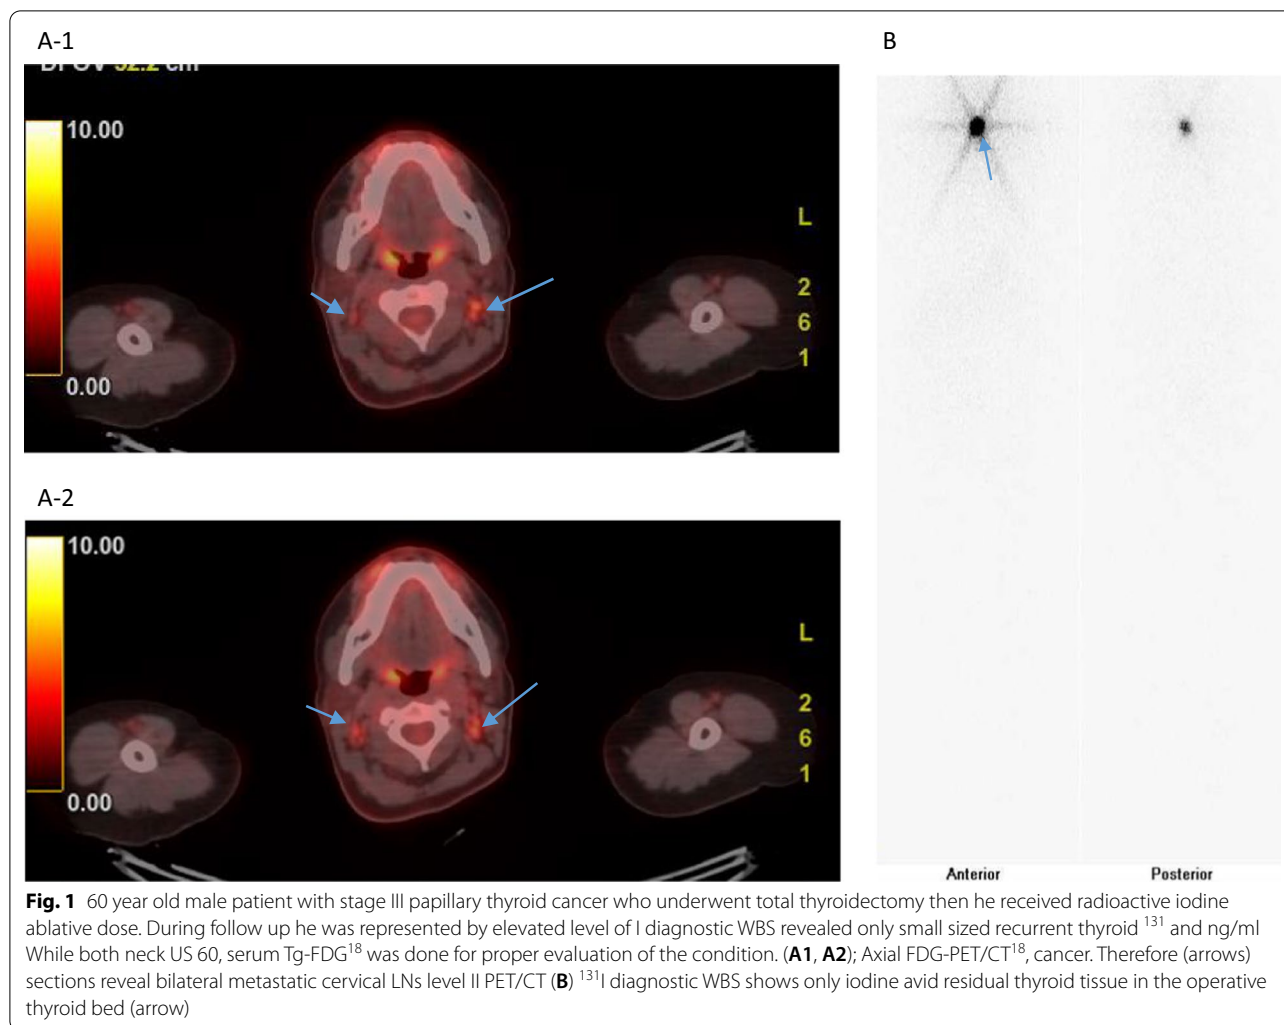 A-1
B
DFOV 52.2 cm
10.00
L
2
6
1
0.00
A-2
10.00
L
2
6
1
0.00
Anterior Posterior
Fig. 1 60 year old male patient with stage III papillary thyroid cancer who underwent total thyroidectomy then he received radioactive iodine
ablative dose. During follow up he was represented by elevated level of I diagnostic WBS revealed only small sized recurrent thyroid ¹³¹ and ng/ml
While both neck US 60, serum Tg-FDG¹⁸ was done for proper evaluation of the condition. (A1, A2); Axial FDG-PET/CT¹⁸, cancer. Therefore (arrows)
sections reveal bilateral metastatic cervical LNs level II PET/CT (B) ¹³¹I diagnostic WBS shows only iodine avid residual thyroid tissue in the operative
thyroid bed (arrow)